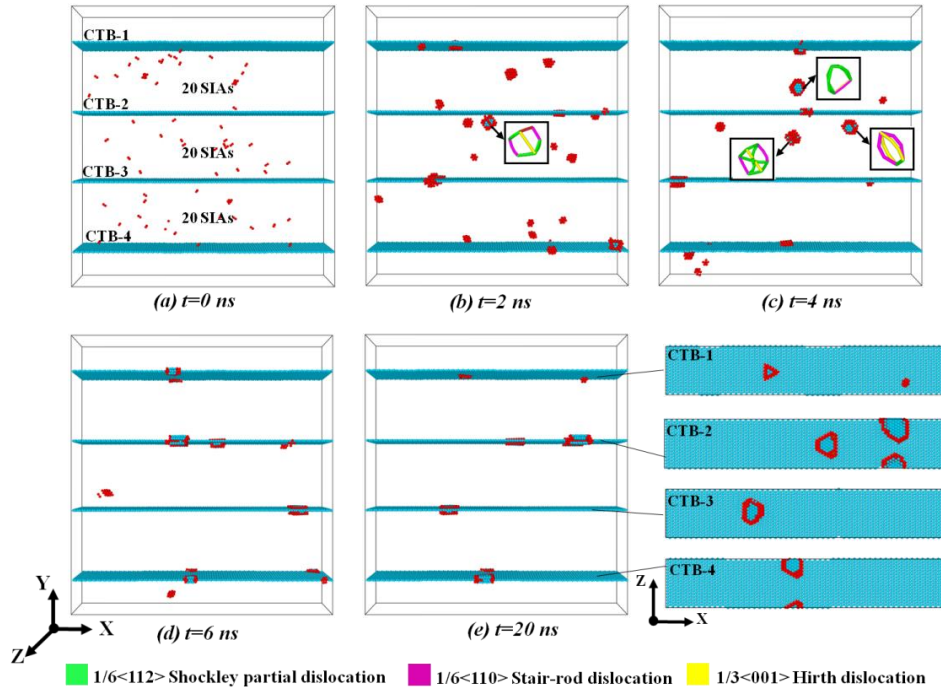 CTB-1
20 SIAs
CTB-2
20 SIAs
CTB-3
20 SIAs
CTB-4
(a) t=0 ns
(b) t=2 ns
(c) t=4 ns
CTB-1
CTB-2
CTB-3
CTB-4
Y
X
Z
(d) t=6 ns
(e) t=20 ns
Z
X
1/6<112> Shockley partial dislocation
1/6<110> Stair-rod dislocation
1/3<001> Hirth dislocation